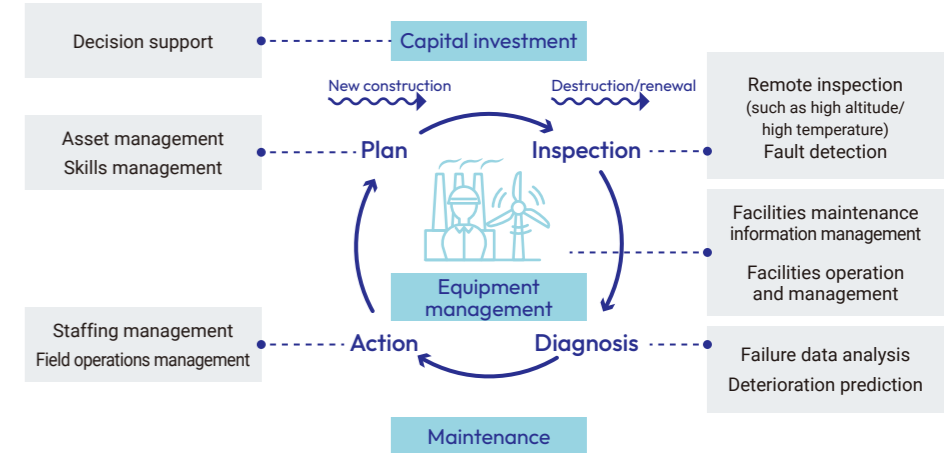 Decision support
Capital investment
New construction
Destruction/renewal
Remote inspection
(such as high altitude/
high temperature)
Fault detection
Asset management
Skills management
Plan
Inspection
Facilities maintenance
information management
Facilities operation
and management
Equipment
management
Staffing management
Field operations management
Action
Diagnosis
Failure data analysis
Deterioration prediction
Maintenance